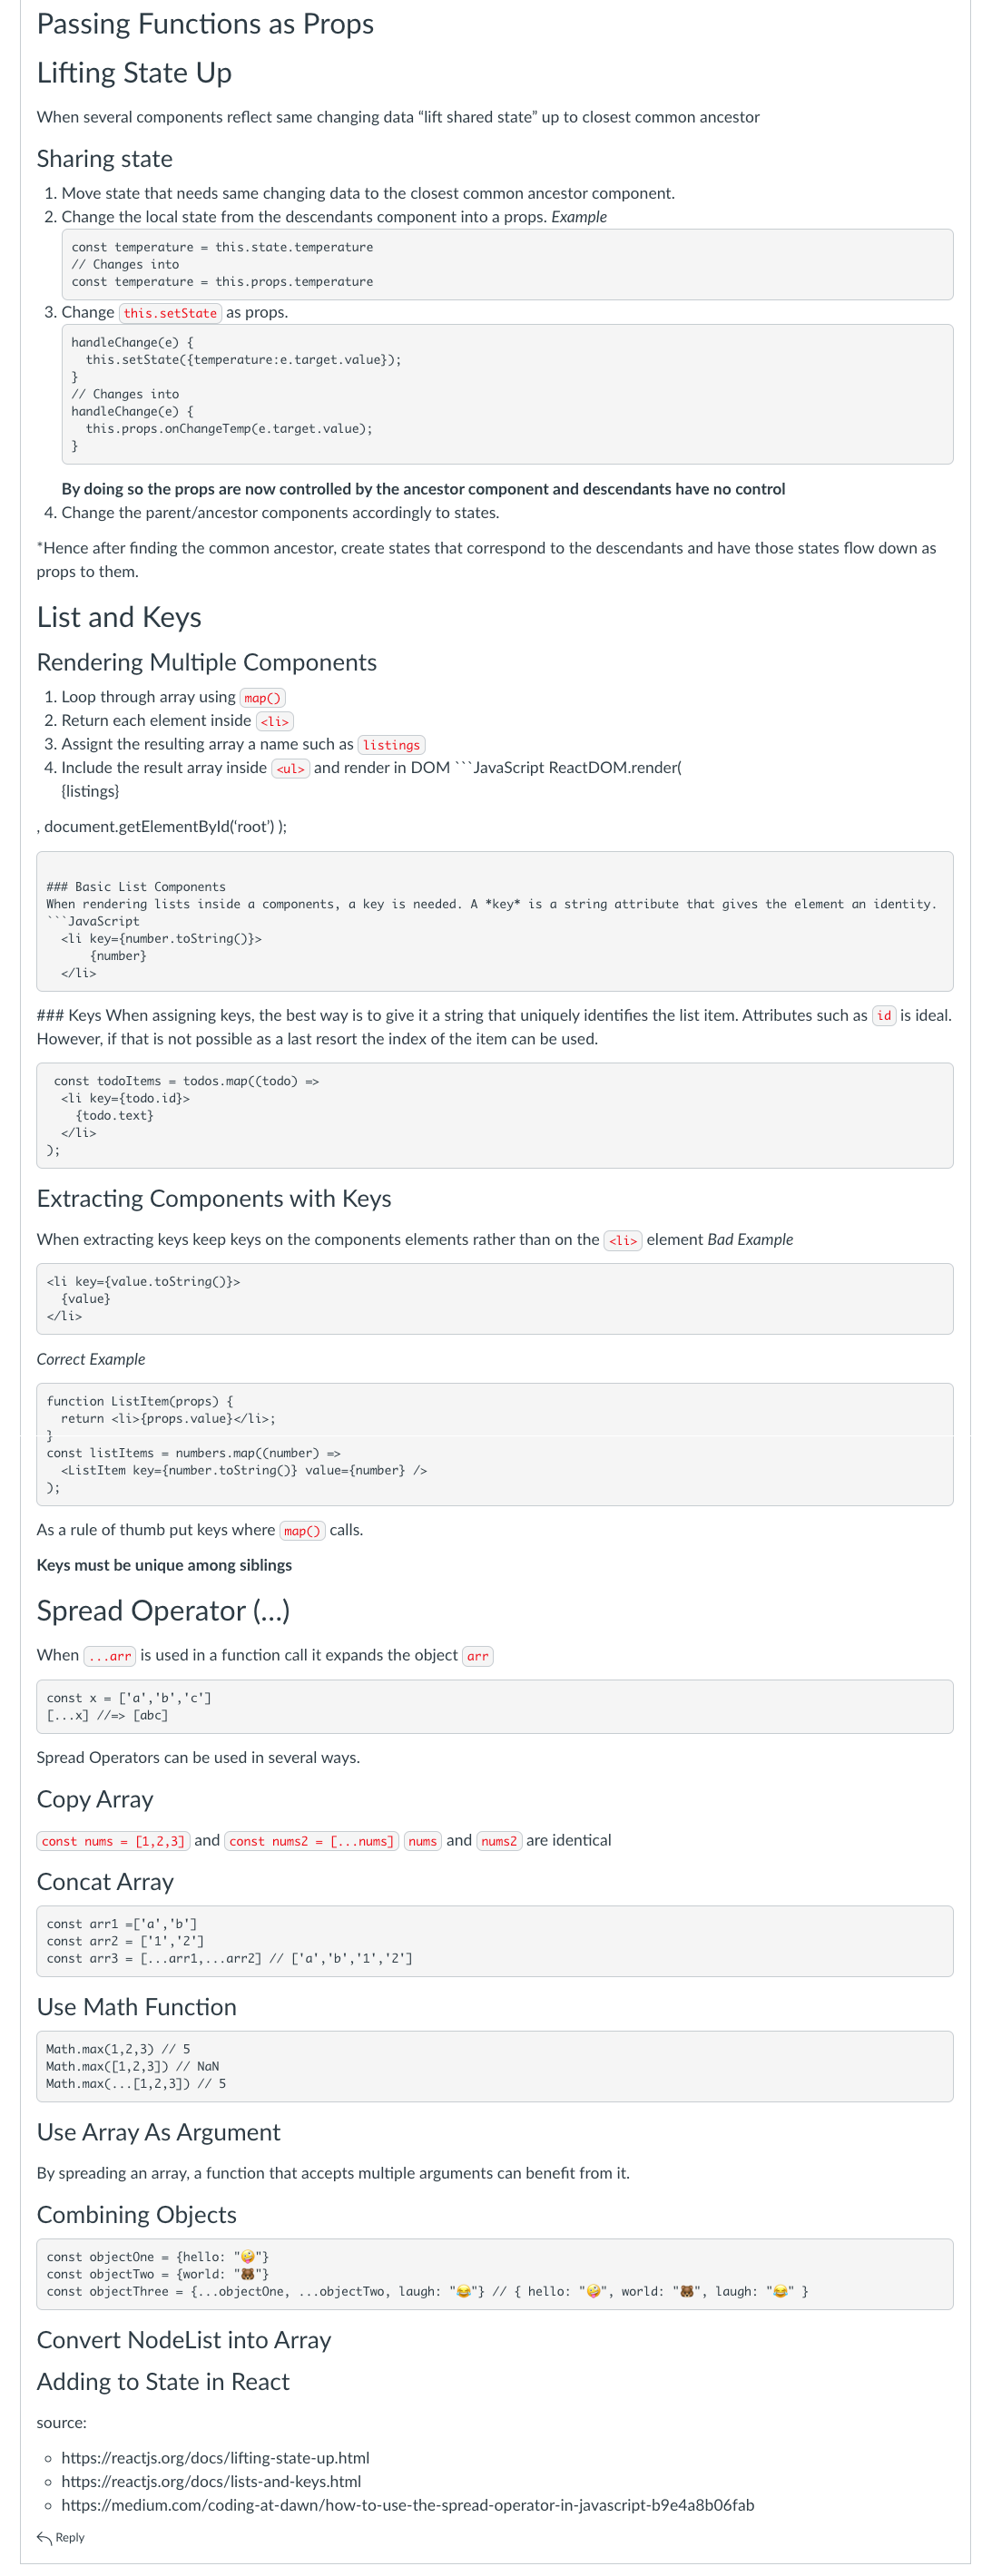 Passing Functions as Props
Lifting State Up
When several components reflect same changing data “lift shared state” up to closest common ancestor
Sharing state
1. Move state that needs same changing data to the closest common ancestor component.
2. Change the local state from the descendants component into a props. Example
const temperature = this.state.temperature
// Changes into
const temperature = this.props.temperature
3. Change this.setState as props.
handleChange(e) {
  this.setState({temperature:e.target.value});
}
// Changes into
handleChange(e) {
  this.props.onChangeTemp(e.target.value);
}
By doing so the props are now controlled by the ancestor component and descendants have no control
4. Change the parent/ancestor components accordingly to states.
*Hence after finding the common ancestor, create states that correspond to the descendants and have those states flow down as
props to them.
List and Keys
Rendering Multiple Components
1. Loop through array using map()
2. Return each element inside <li>
3. Assignt the resulting array a name such as listings
4. Include the result array inside <ul> and render in DOM ```JavaScript ReactDOM.render(
{listings}
, document.getElementById(‘root’) );
### Basic List Components
When rendering lists inside a components, a key is needed. A *key* is a string attribute that gives the element an identity.
```JavaScript
  <li key={number.toString()}>
      {number}
  </li>
### Keys When assigning keys, the best way is to give it a string that uniquely identifies the list item. Attributes such as id is ideal.
However, if that is not possible as a last resort the index of the item can be used.
 const todoItems = todos.map((todo) =>
  <li key={todo.id}>
    {todo.text}
  </li>
);
Extracting Components with Keys
When extracting keys keep keys on the components elements rather than on the <li> element Bad Example
<li key={value.toString()}>
  {value}
</li>
Correct Example
function ListItem(props) {
  return <li>{props.value}</li>;
}
const listItems = numbers.map((number) =>
  <ListItem key={number.toString()} value={number} />
);
As a rule of thumb put keys where map() calls.
Keys must be unique among siblings
Spread Operator (…)
When ...arr is used in a function call it expands the object arr
const x = ['a','b','c']
[...x] //=> [abc]
Spread Operators can be used in several ways.
Copy Array
const nums = [1,2,3] and const nums2 = [...nums] nums and nums2 are identical
Concat Array
const arr1 =['a','b']
const arr2 = ['1','2']
const arr3 = [...arr1,...arr2] // ['a','b','1','2']
Use Math Function
Math.max(1,2,3) // 5
Math.max([1,2,3]) // NaN
Math.max(...[1,2,3]) // 5
Use Array As Argument
By spreading an array, a function that accepts multiple arguments can benefit from it.
Combining Objects
const objectOne = {hello: "🤪"}
const objectTwo = {world: "🐻"}
const objectThree = {...objectOne, ...objectTwo, laugh: "😂"} // { hello: "🤪", world: "🐻", laugh: "😂" }
Convert NodeList into Array
Adding to State in React
source:
https://reactjs.org/docs/lifting-state-up.html
https://reactjs.org/docs/lists-and-keys.html
https://medium.com/coding-at-dawn/how-to-use-the-spread-operator-in-javascript-b9e4a8b06fab
Reply